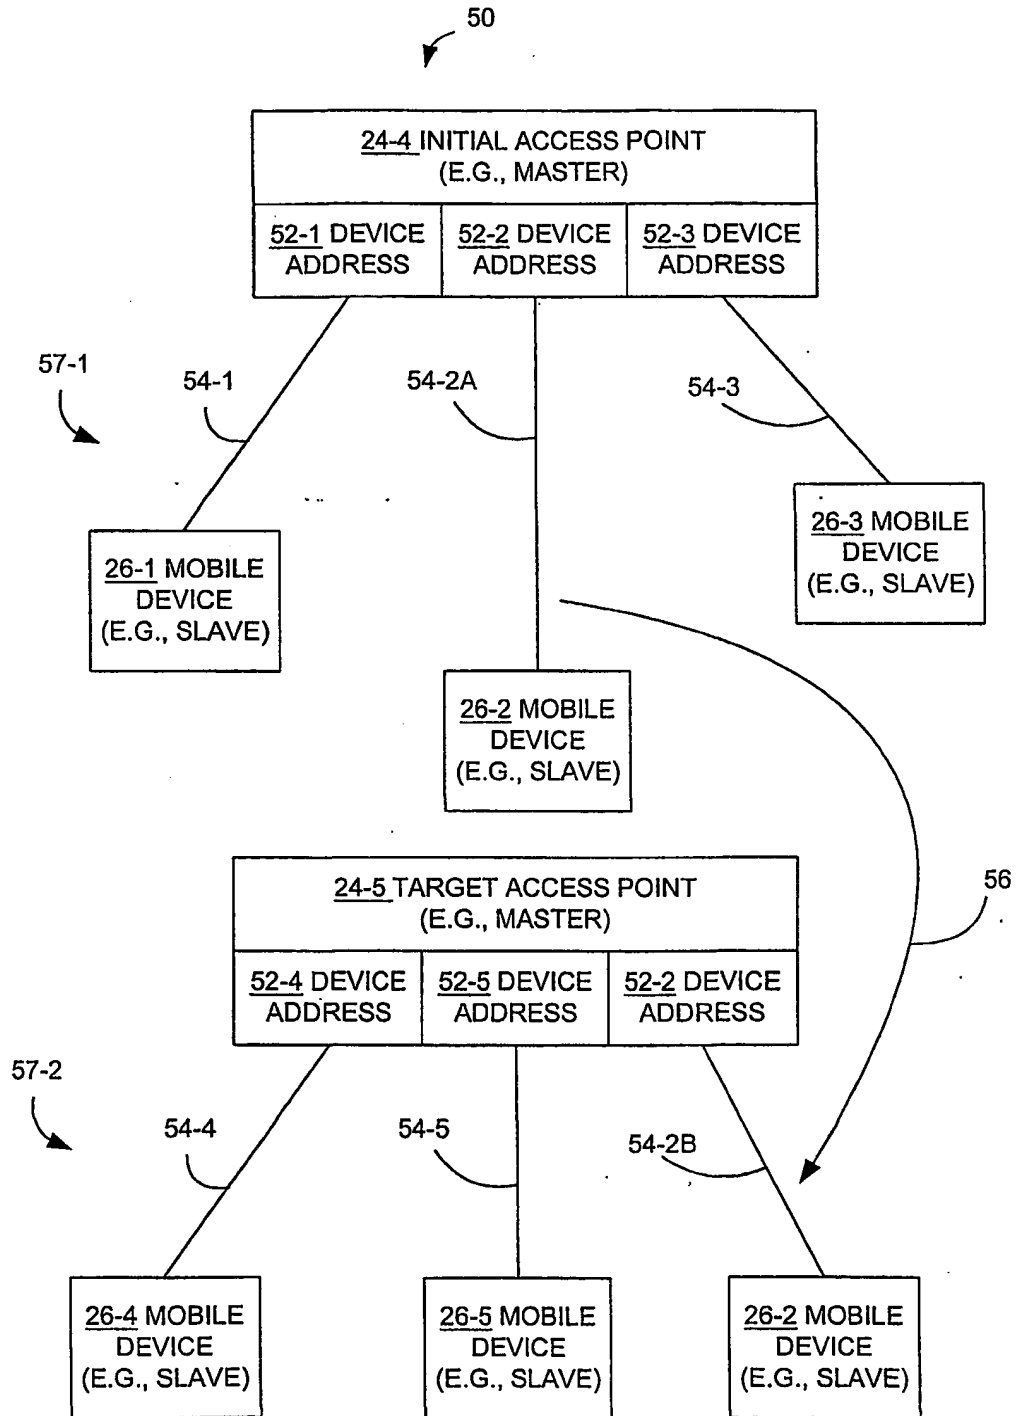 50
24-4 INITIAL ACCESS POINT
(E.G., MASTER)
52-1 DEVICE
ADDRESS
52-2 DEVICE
ADDRESS
52-3 DEVICE
ADDRESS
57-1
54-1
54-2A
54-3
26-1 MOBILE
DEVICE
(E.G., SLAVE)
26-3 MOBILE
DEVICE
(E.G., SLAVE)
26-2 MOBILE
DEVICE
(E.G., SLAVE)
56
24-5 TARGET ACCESS POINT
(E.G., MASTER)
52-4 DEVICE
ADDRESS
52-5 DEVICE
ADDRESS
52-2 DEVICE
ADDRESS
57-2
54-4
54-5
54-2B
26-4 MOBILE
DEVICE
(E.G., SLAVE)
26-5 MOBILE
DEVICE
(E.G., SLAVE)
26-2 MOBILE
DEVICE
(E.G., SLAVE)